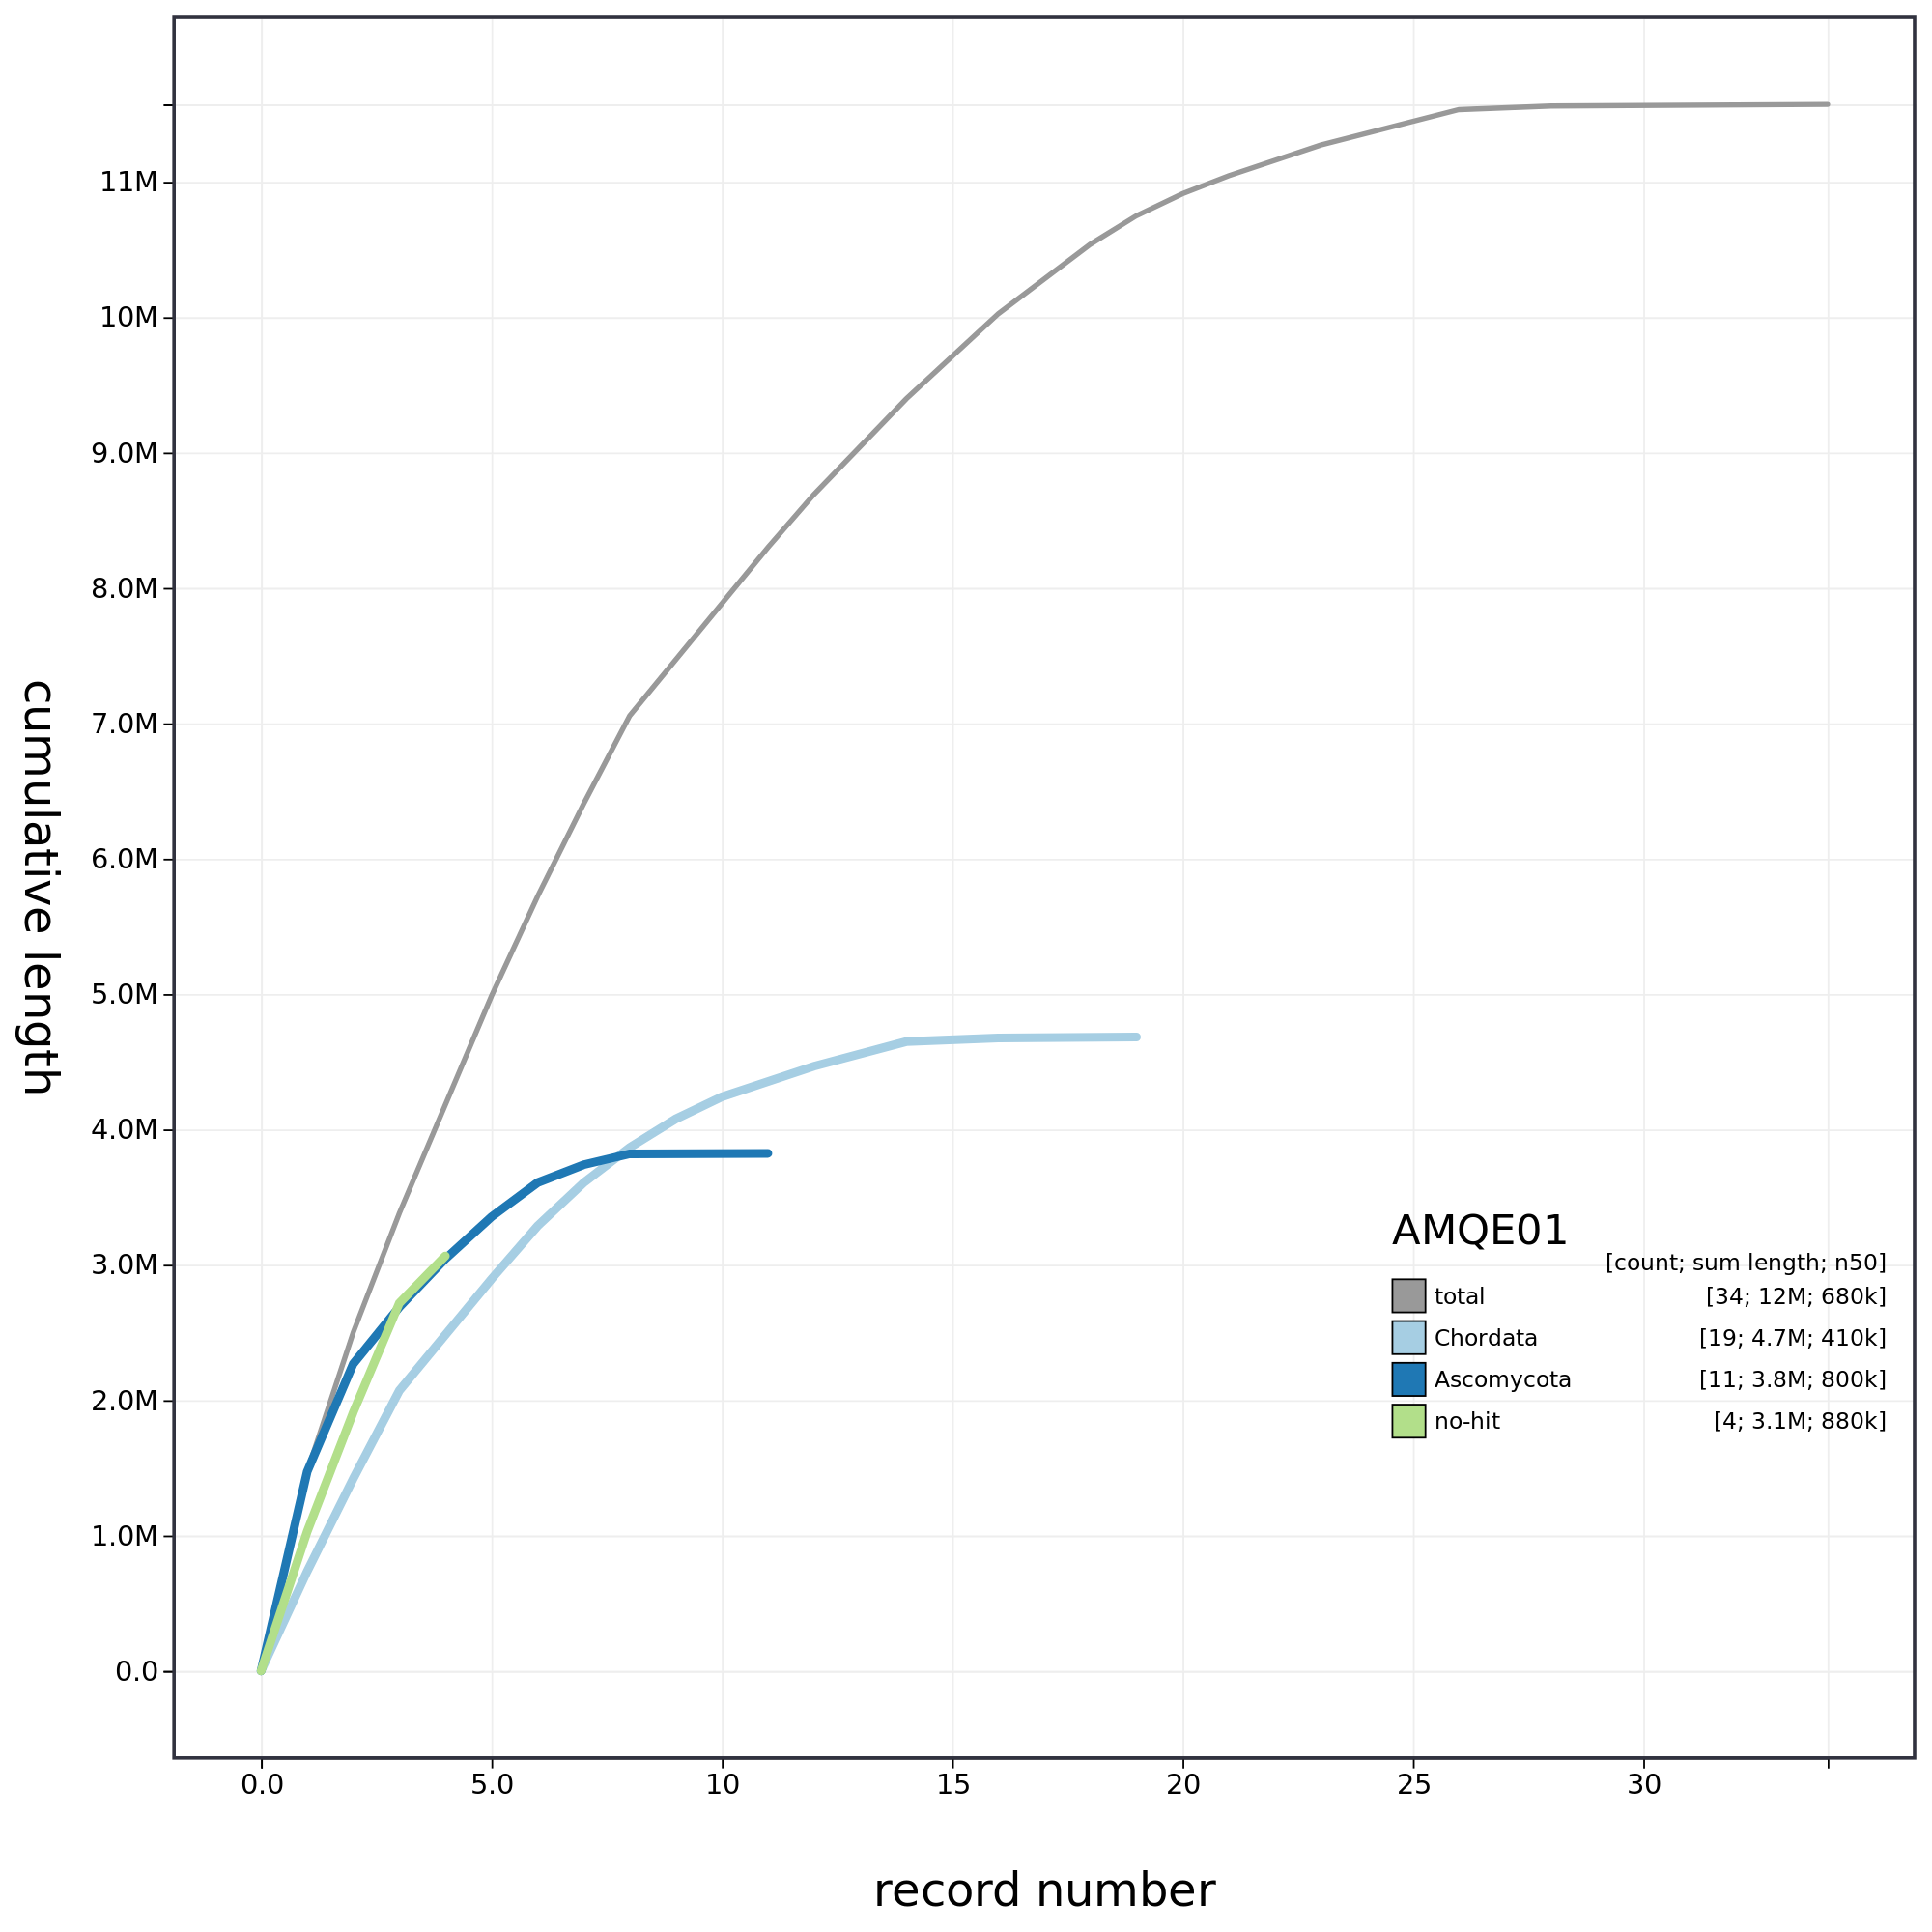 11M
10M
9.0M
8.0M
7.0M
6.0M
5.0M
4.0M
3.0M
2.0M
1.0M
0.0
cumulative length
AMQE01
[count; sum length; n50]
total [34; 12M; 680k]
Chordata [19; 4.7M; 410k]
Ascomycota [11; 3.8M; 800k]
no-hit [4; 3.1M; 880k]
0.0 5.0 10 15 20 25 30
record number